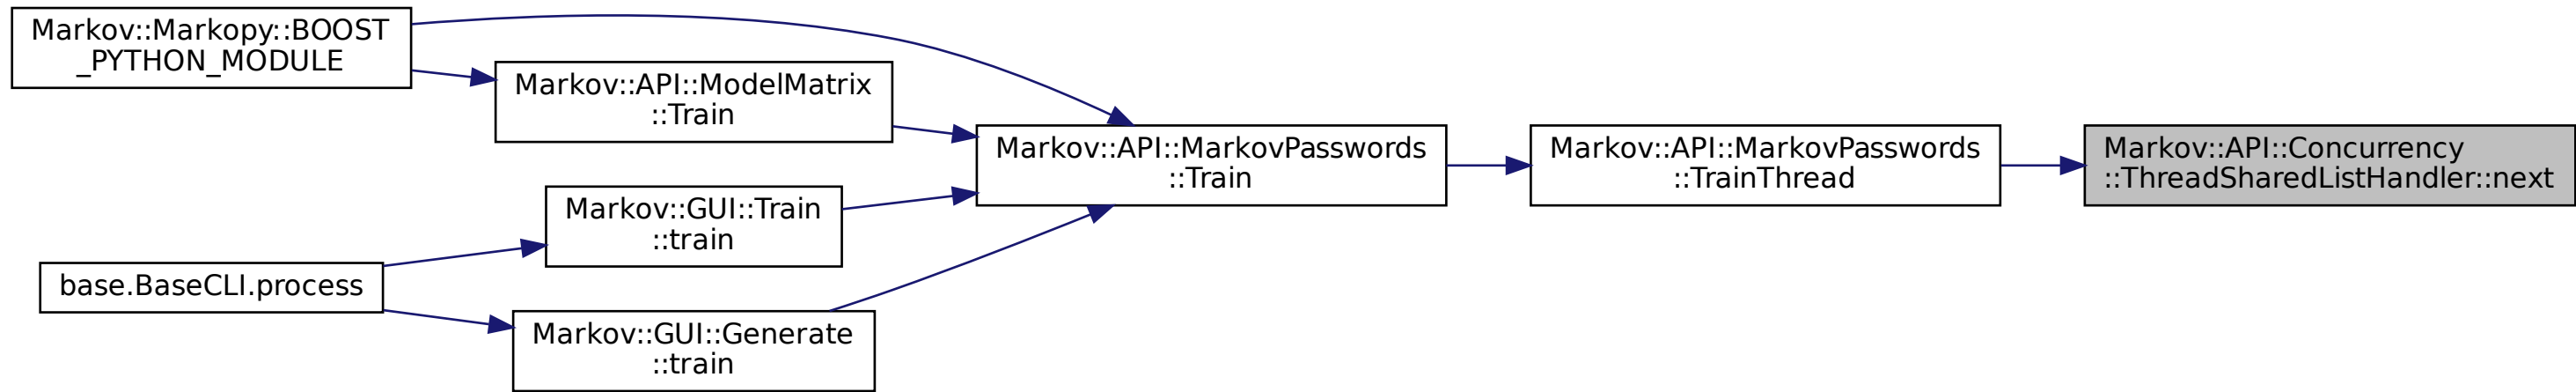 Markov::Markopy::BOOST
_PYTHON_MODULE
Markov::API::ModelMatrix
::Train
Markov::GUI::Train
::train
base.BaseCLI.process
Markov::GUI::Generate
::train
Markov::API::MarkovPasswords
::Train
Markov::API::MarkovPasswords
::TrainThread
Markov::API::Concurrency
::ThreadSharedListHandler::next